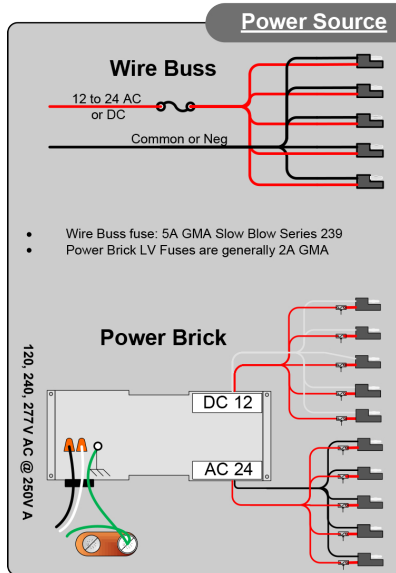 Power Source
Wire Buss
12 to 24 AC
or DC
Common or Neg
• Wire Buss fuse: 5A GMA Slow Blow Series 239
• Power Brick LV Fuses are generally 2A GMA
Power Brick
DC 12
AC 24
120, 240, 277V AC @ 250V A